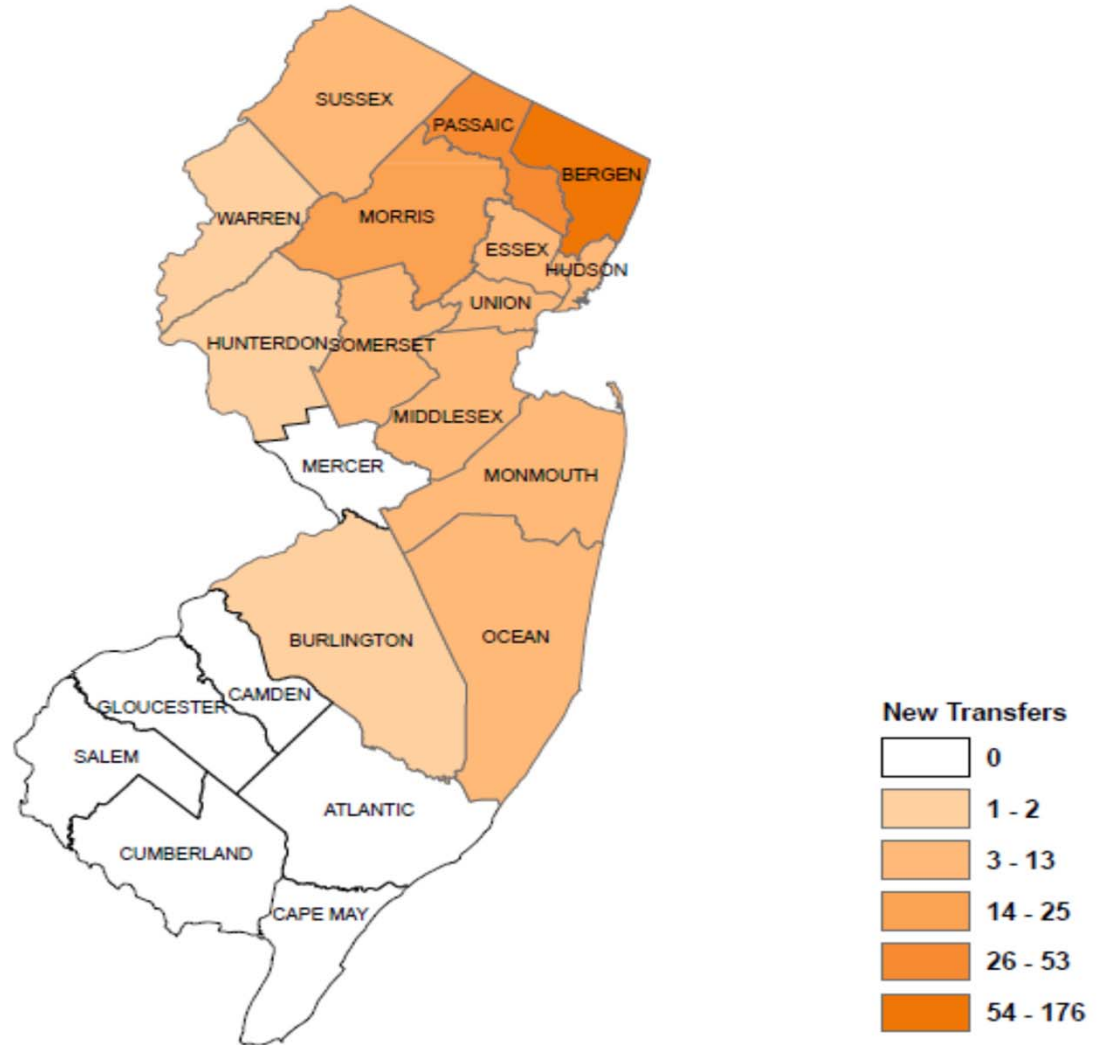 SUSSEX
PASSAIC
BERGEN
WARREN
MORRIS
ESSEX
HUDSON
UNION
HUNTERDON
SOMERSET
MIDDLESEX
MERCER
MONMOUTH
BURLINGTON
OCEAN
CAMDEN
GLOUCESTER
SALEM
ATLANTIC
CUMBERLAND
CAPE MAY
New Transfers
0
1 - 2
3 - 13
14 - 25
26 - 53
54 - 176